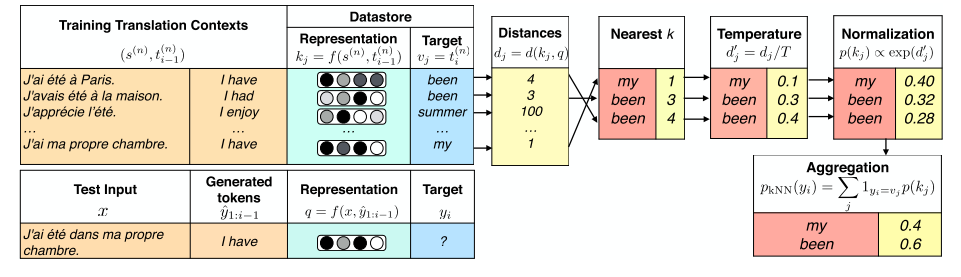 Training Translation Contexts
(s^{(n)}, t_{i-1}^{(n)})
Datastore
Representation Target
k_j = f(s^{(n)}, t_{i-1}^{(n)}) v_j = t_i^{(n)}
J'ai été à Paris. I have been
J'avais été à la maison. I had been
J'apprécie l'été. I enjoy summer
... ... ... ...
J'ai ma propre chambre. I have my
Distances
d_j = d(k_j, q)
4
3
100
...
1
Nearest k
my 1
been 3
been 4
Temperature
d'_j = d_j/T
my 0.1
been 0.3
been 0.4
Normalization
p(k_j) ∝ exp(d'_j)
my 0.40
been 0.32
been 0.28
Aggregation
p_{kNN}(y_i) = ∑_j 1_{y_i=v_j} p(k_j)
my 0.4
been 0.6
Test Input
x
Generated
tokens
ŷ_{1:i-1}
Representation
q = f(x, ŷ_{1:i-1})
Target
y_i
J'ai été dans ma propre
chambre.
I have
?